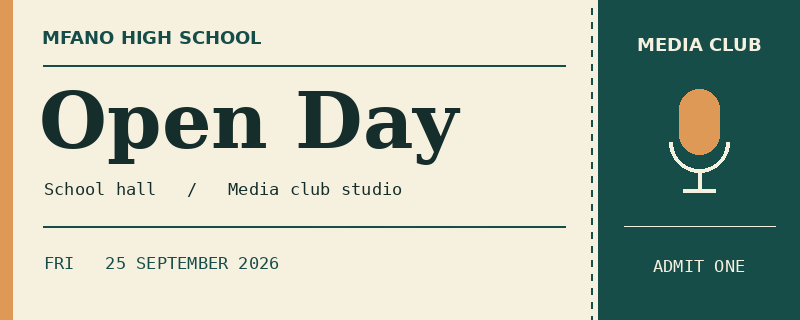 MFANO HIGH SCHOOL
Open Day
School hall / Media club studio
FRI 25 SEPTEMBER 2026
MEDIA CLUB
ADMIT ONE